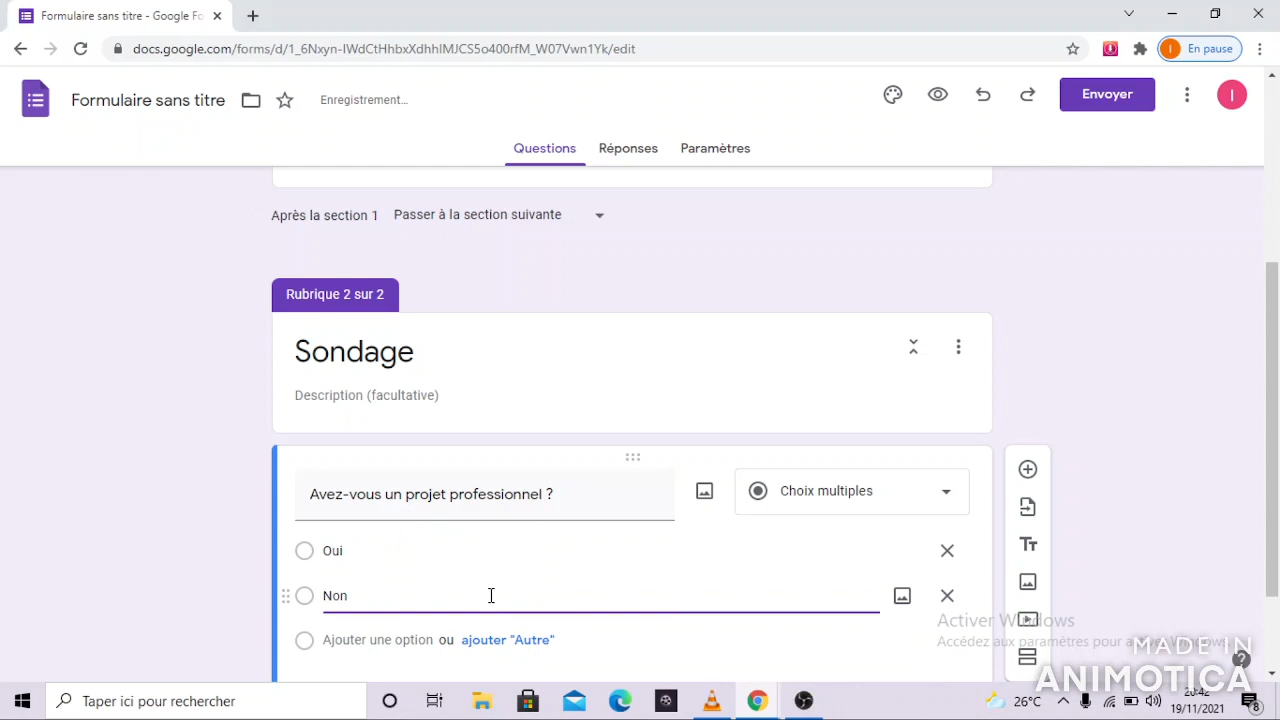 Formulaire sans titre - Google Fo
docs.google.com/forms/d/1_6Nxyn-IWdCtHhbxXdhhIMJCS5o400rfM_W07Vwn1Yk/edit
En pause
Formulaire sans titre
Enregistrement...
Envoyer
I
Questions
Réponses
Paramètres
Après la section 1
Passer à la section suivante
Rubrique 2 sur 2
Sondage
Description (facultative)
Avez-vous un projet professionnel ?
Choix multiples
Oui
Non
Ajouter une option ou ajouter "Autre"
Activer Windows
Accédez aux paramètres pour
MADE IN
ANIMOTICA
Taper ici pour rechercher
26°C
20:42
19/11/2021
8